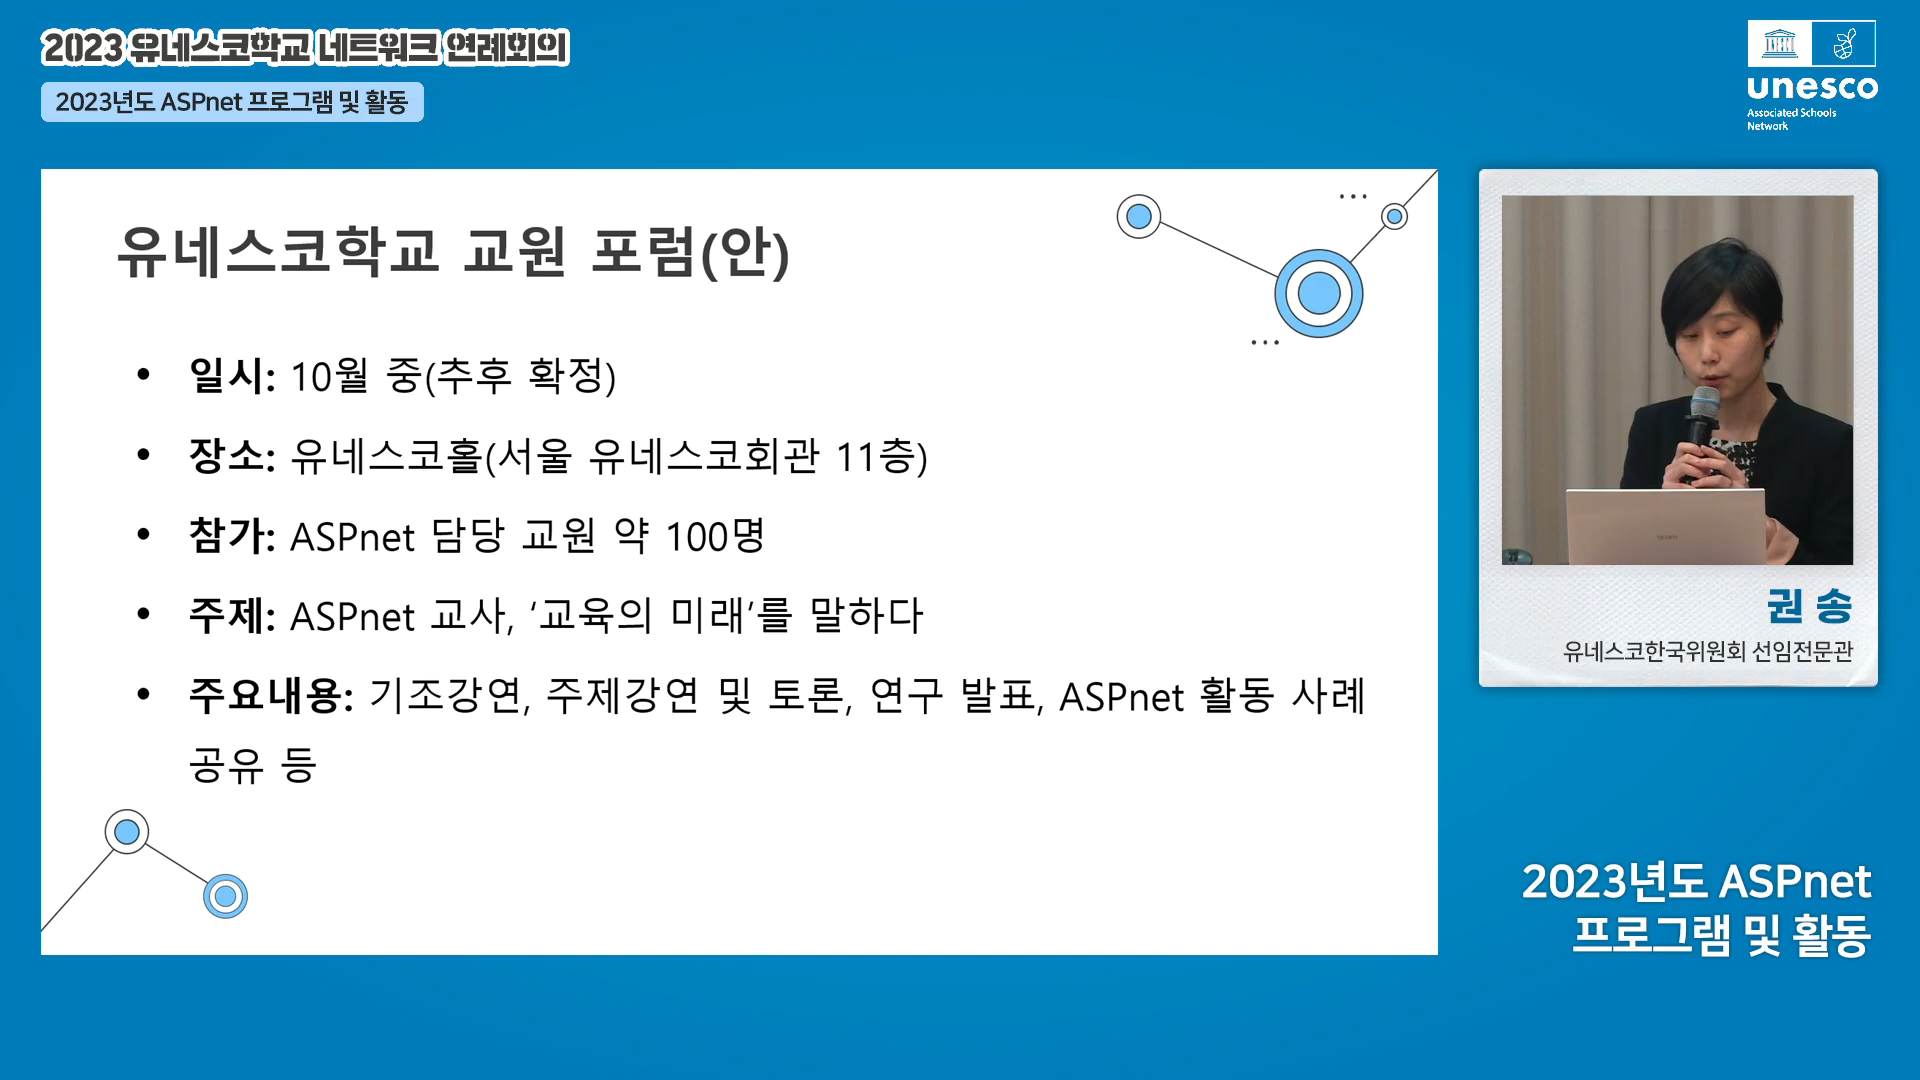 2023 유네스코학교 네트워크 연례회의
2023년도 ASPnet 프로그램 및 활동
unesco
Associated Schools
Network
유네스코학교 교원 포럼(안)
• 일시: 10월 중(추후 확정)
• 장소: 유네스코홀(서울 유네스코회관 11층)
• 참가: ASPnet 담당 교원 약 100명
• 주제: ASPnet 교사, ‘교육의 미래’를 말하다
• 주요내용: 기조강연, 주제강연 및 토론, 연구 발표, ASPnet 활동 사례
공유 등
권 송
유네스코한국위원회 선임전문관
2023년도 ASPnet
프로그램 및 활동